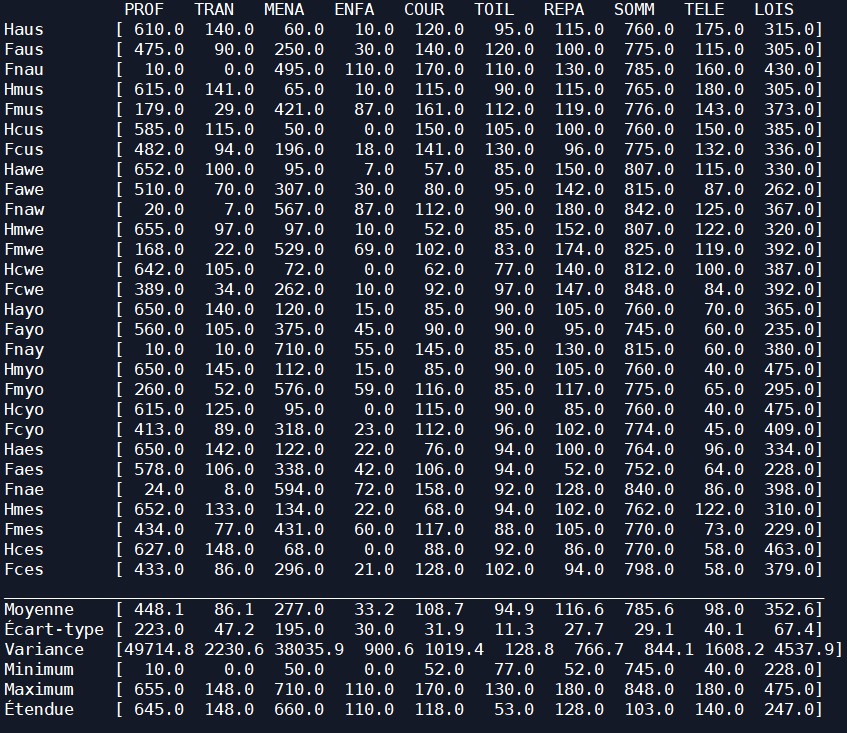 PROF TRAN MENA ENFA COUR TOIL REPA SOMM TELE LOIS
Haus [ 610.0 140.0 60.0 10.0 120.0 95.0 115.0 760.0 175.0 315.0]
Faus [ 475.0 90.0 250.0 30.0 140.0 120.0 100.0 775.0 115.0 305.0]
Fnau [ 10.0 0.0 495.0 110.0 170.0 110.0 130.0 785.0 160.0 430.0]
Hmus [ 615.0 141.0 65.0 10.0 115.0 90.0 115.0 765.0 180.0 305.0]
Fmus [ 179.0 29.0 421.0 87.0 161.0 112.0 119.0 776.0 143.0 373.0]
Hcus [ 585.0 115.0 50.0 0.0 150.0 105.0 100.0 760.0 150.0 385.0]
Fcus [ 482.0 94.0 196.0 18.0 141.0 130.0 96.0 775.0 132.0 336.0]
Hawe [ 652.0 100.0 95.0 7.0 57.0 85.0 150.0 807.0 115.0 330.0]
Fawe [ 510.0 70.0 307.0 30.0 80.0 95.0 142.0 815.0 87.0 262.0]
Fnaw [ 20.0 7.0 567.0 87.0 112.0 90.0 180.0 842.0 125.0 367.0]
Hmwe [ 655.0 97.0 97.0 10.0 52.0 85.0 152.0 807.0 122.0 320.0]
Fmwe [ 168.0 22.0 529.0 69.0 102.0 83.0 174.0 825.0 119.0 392.0]
Hcwe [ 642.0 105.0 72.0 0.0 62.0 77.0 140.0 812.0 100.0 387.0]
Fcwe [ 389.0 34.0 262.0 10.0 92.0 97.0 147.0 848.0 84.0 392.0]
Hayo [ 650.0 140.0 120.0 15.0 85.0 90.0 105.0 760.0 70.0 365.0]
Fayo [ 560.0 105.0 375.0 45.0 90.0 90.0 95.0 745.0 60.0 235.0]
Fnay [ 10.0 10.0 710.0 55.0 145.0 85.0 130.0 815.0 60.0 380.0]
Hmyo [ 650.0 145.0 112.0 15.0 85.0 90.0 105.0 760.0 40.0 475.0]
Fmyo [ 260.0 52.0 576.0 59.0 116.0 85.0 117.0 775.0 65.0 295.0]
Hcyo [ 615.0 125.0 95.0 0.0 115.0 90.0 85.0 760.0 40.0 475.0]
Fcyo [ 413.0 89.0 318.0 23.0 112.0 96.0 102.0 774.0 45.0 409.0]
Haes [ 650.0 142.0 122.0 22.0 76.0 94.0 100.0 764.0 96.0 334.0]
Faes [ 578.0 106.0 338.0 42.0 106.0 94.0 52.0 752.0 64.0 228.0]
Fnae [ 24.0 8.0 594.0 72.0 158.0 92.0 128.0 840.0 86.0 398.0]
Hmes [ 652.0 133.0 134.0 22.0 68.0 94.0 102.0 762.0 122.0 310.0]
Fmes [ 434.0 77.0 431.0 60.0 117.0 88.0 105.0 770.0 73.0 229.0]
Hces [ 627.0 148.0 68.0 0.0 88.0 92.0 86.0 770.0 58.0 463.0]
Fces [ 433.0 86.0 296.0 21.0 128.0 102.0 94.0 798.0 58.0 379.0]
Moyenne [ 448.1 86.1 277.0 33.2 108.7 94.9 116.6 785.6 98.0 352.6]
Écart-type [ 223.0 47.2 195.0 30.0 31.9 11.3 27.7 29.1 40.1 67.4]
Variance [49714.8 2230.6 38035.9 900.6 1019.4 128.8 766.7 844.1 1608.2 4537.9]
Minimum [ 10.0 0.0 50.0 0.0 52.0 77.0 52.0 745.0 40.0 228.0]
Maximum [ 655.0 148.0 710.0 110.0 170.0 130.0 180.0 848.0 180.0 475.0]
Étendue [ 645.0 148.0 660.0 110.0 118.0 53.0 128.0 103.0 140.0 247.0]